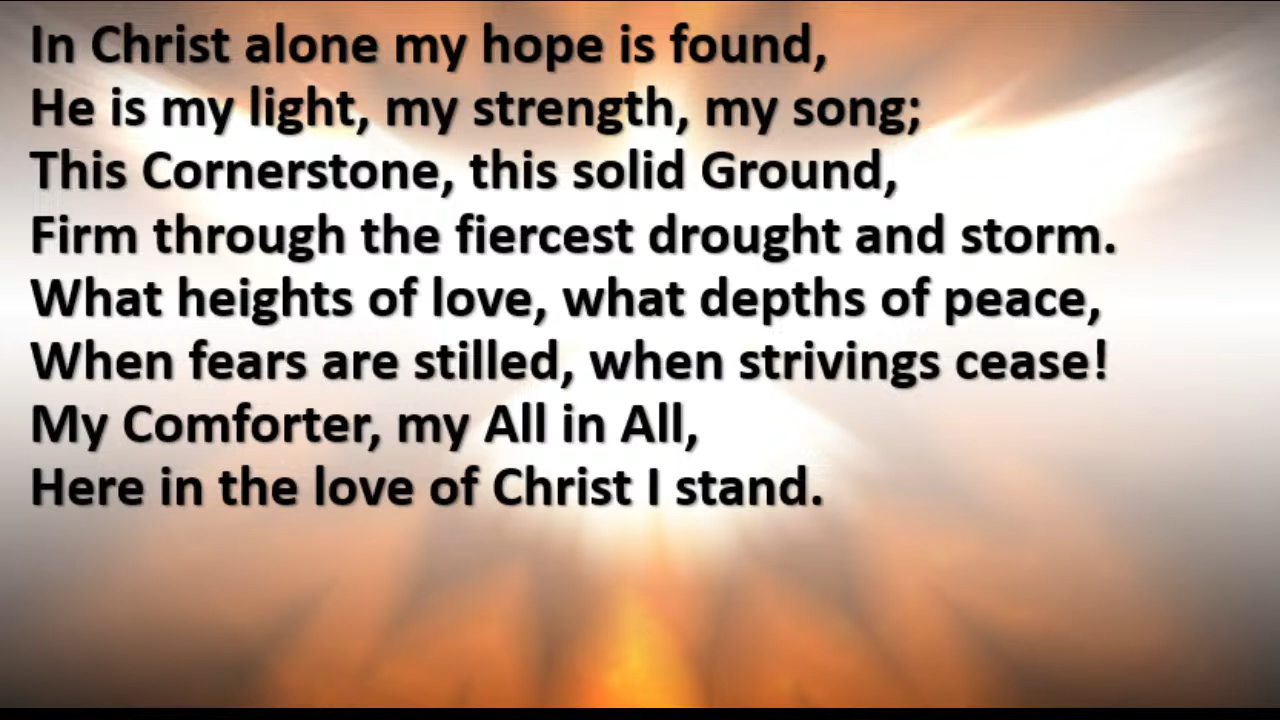 In Christ alone my hope is found,
He is my light, my strength, my song;
This Cornerstone, this solid Ground,
Firm through the fiercest drought and storm.
What heights of love, what depths of peace,
When fears are stilled, when strivings cease!
My Comforter, my All in All,
Here in the love of Christ I stand.